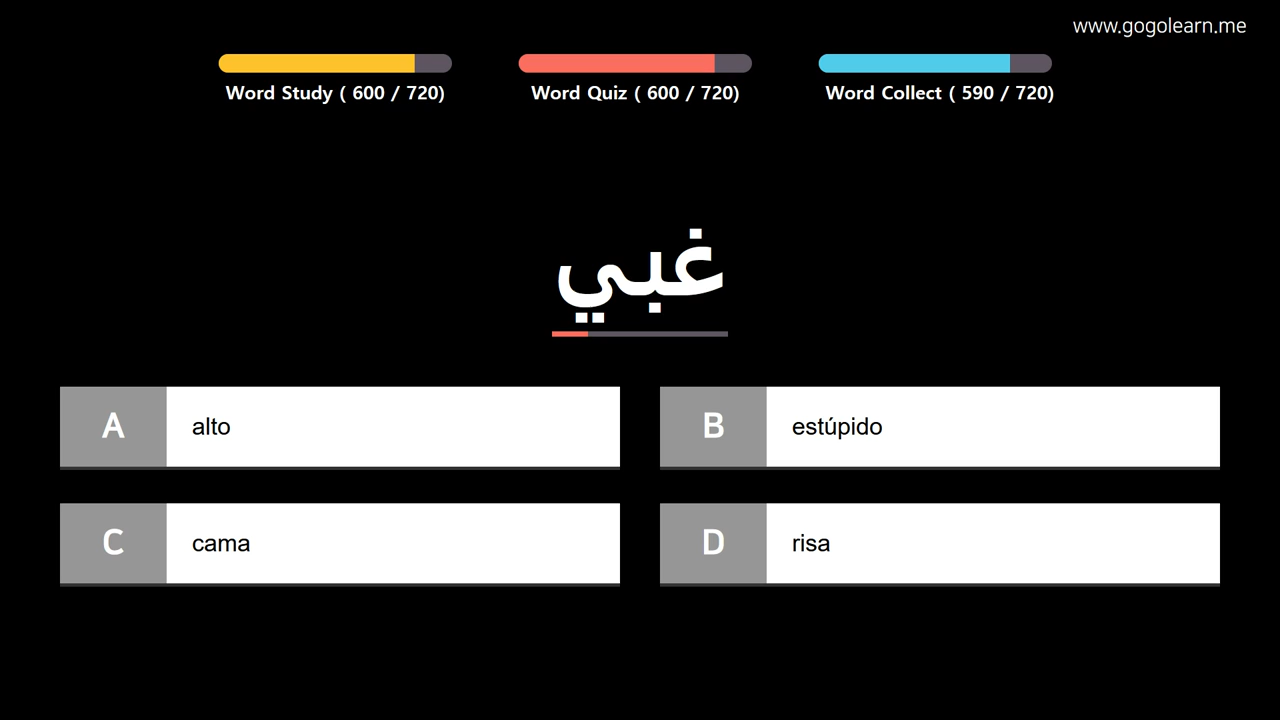 www.gogolearn.me
Word Study ( 600 / 720)
Word Quiz ( 600 / 720)
Word Collect ( 590 / 720)
غبي
A alto
B estúpido
C cama
D risa